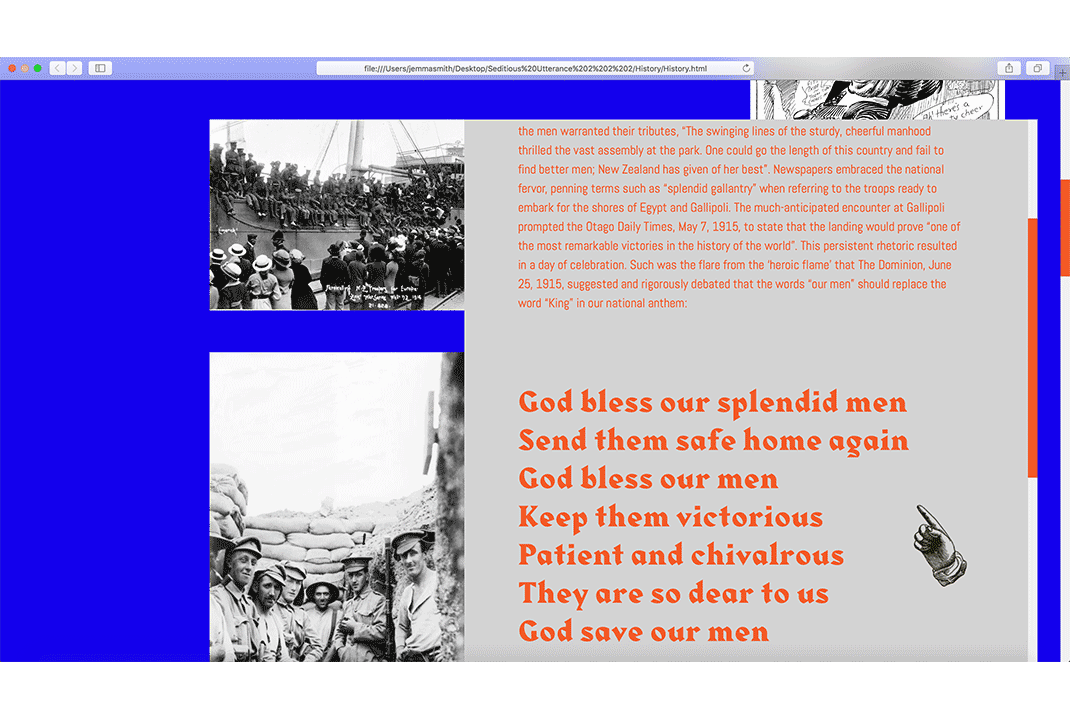 file:///Users/jemmasmith/Desktop/Seditious%20Utterance%202%202%202/History/History.html
the men warranted their tributes, “The swinging lines of the sturdy, cheerful manhood
thrilled the vast assembly at the park. One could go the length of this country and fail to
find better men; New Zealand has given of her best”. Newspapers embraced the national
fervor, penning terms such as “splendid gallantry” when referring to the troops ready to
embark for the shores of Egypt and Gallipoli. The much-anticipated encounter at Gallipoli
prompted the Otago Daily Times, May 7, 1915, to state that the landing would prove “one of
the most remarkable victories in the history of the world”. This persistent rhetoric resulted
in a day of celebration. Such was the flare from the ‘heroic flame’ that The Dominion, June
25, 1915, suggested and rigorously debated that the words “our men” should replace the
word “King” in our national anthem:
God bless our splendid men
Send them safe home again
God bless our men
Keep them victorious
Patient and chivalrous
They are so dear to us
God save our men